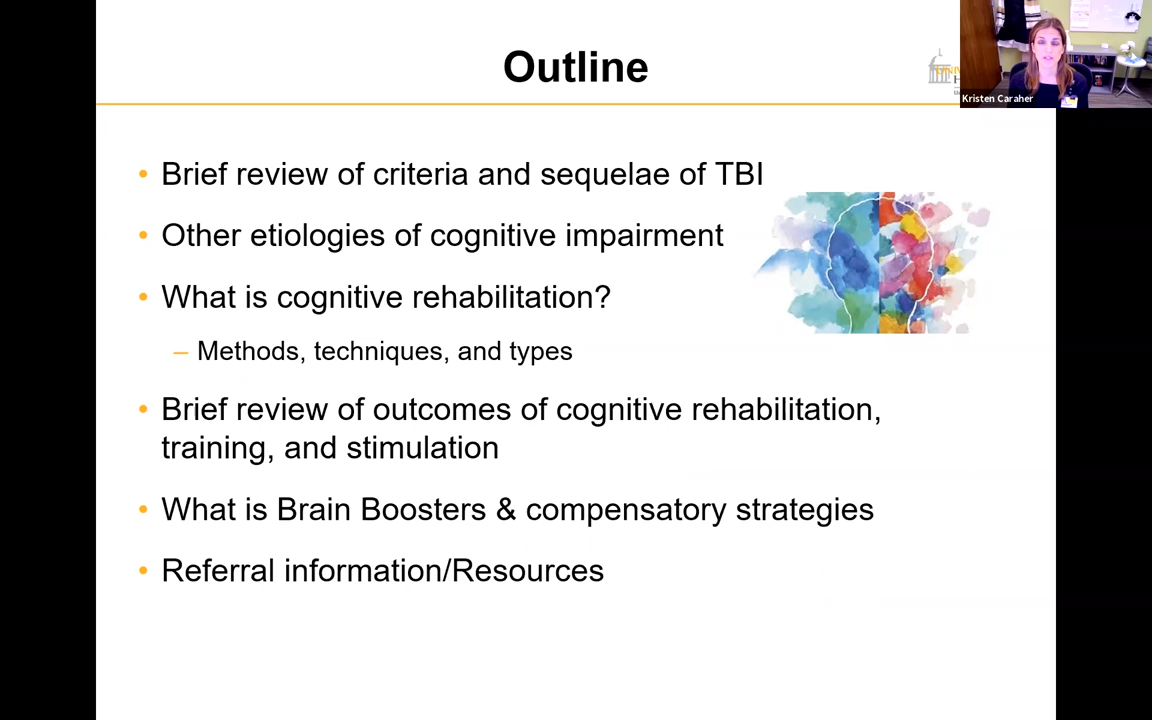 Outline
Kristen Caraher
• Brief review of criteria and sequelae of TBI
• Other etiologies of cognitive impairment
• What is cognitive rehabilitation?
– Methods, techniques, and types
• Brief review of outcomes of cognitive rehabilitation,
training, and stimulation
• What is Brain Boosters & compensatory strategies
• Referral information/Resources